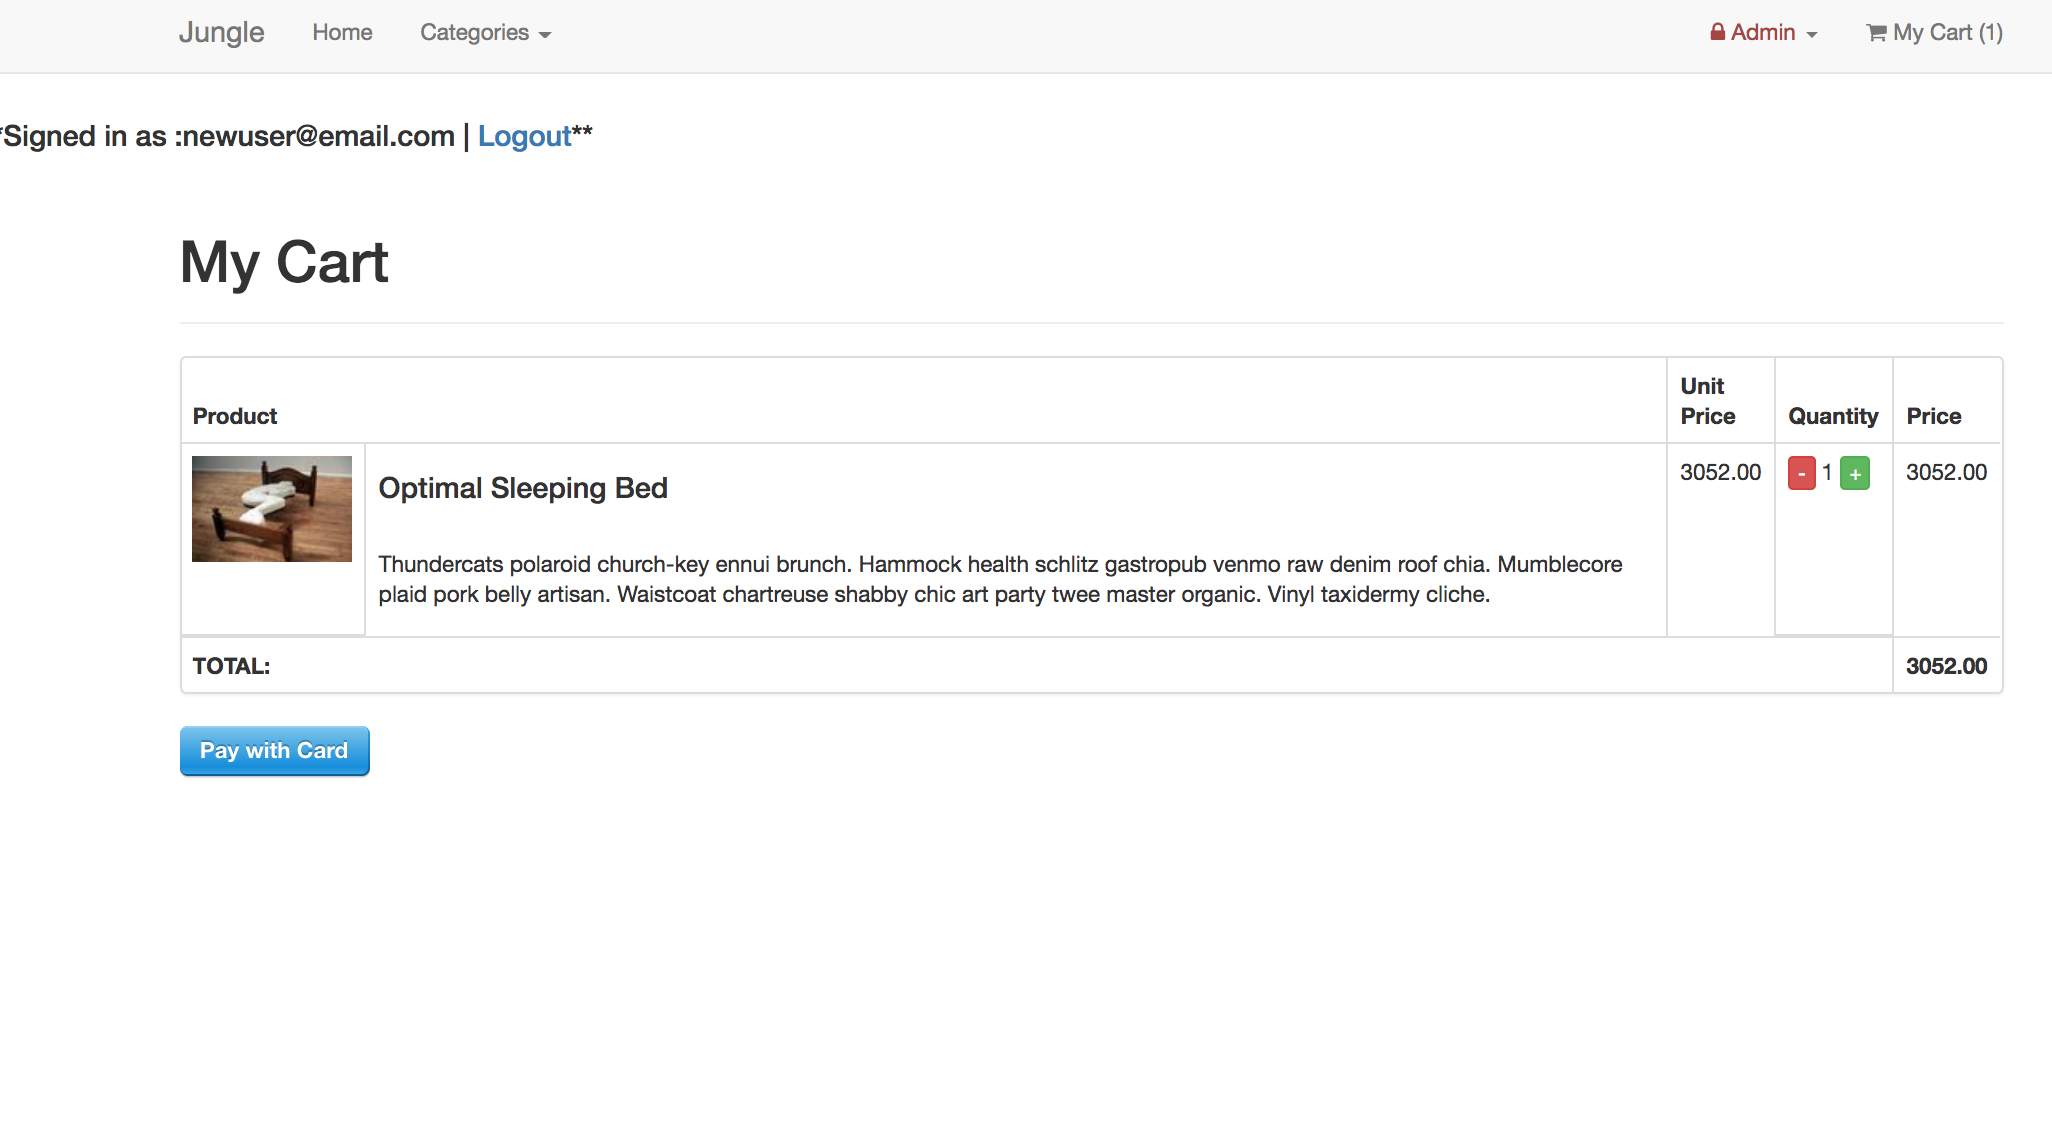 Jungle Home Categories Admin My Cart (1)
*Signed in as :newuser@email.com | Logout**
My Cart
Product Unit Price Quantity Price
Optimal Sleeping Bed 3052.00 - 1 + 3052.00
Thundercats polaroid church-key ennui brunch. Hammock health schlitz gastropub venmo raw denim roof chia. Mumblecore
plaid pork belly artisan. Waistcoat chartreuse shabby chic art party twee master organic. Vinyl taxidermy cliche.
TOTAL: 3052.00
Pay with Card